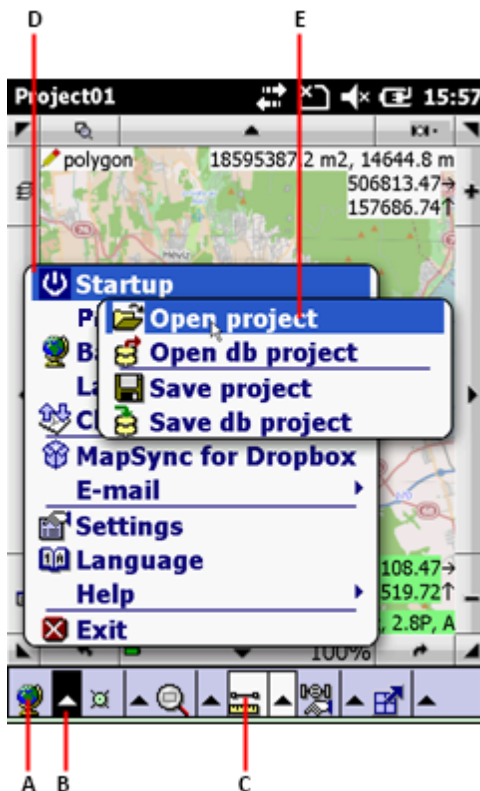 D E
Project01 15:57
polygon 18595387.2 m2, 14644.8 m
506813.47→
157686.74↑
Startup
Open project
Open db project
Save project
Save db project
MapSync for Dropbox
E-mail
Settings
Language
Help
Exit
108.47→
519.72↑
2.8P, A
100%
A B C